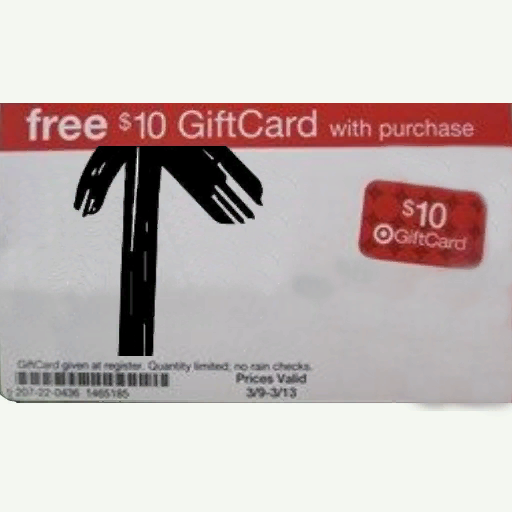 free $10 GiftCard with purchase
$10
GiftCard
GiftCard given at register. Quantity limited; no rain checks.
Prices Valid
207-22-0436 1465185
3/9-3/13